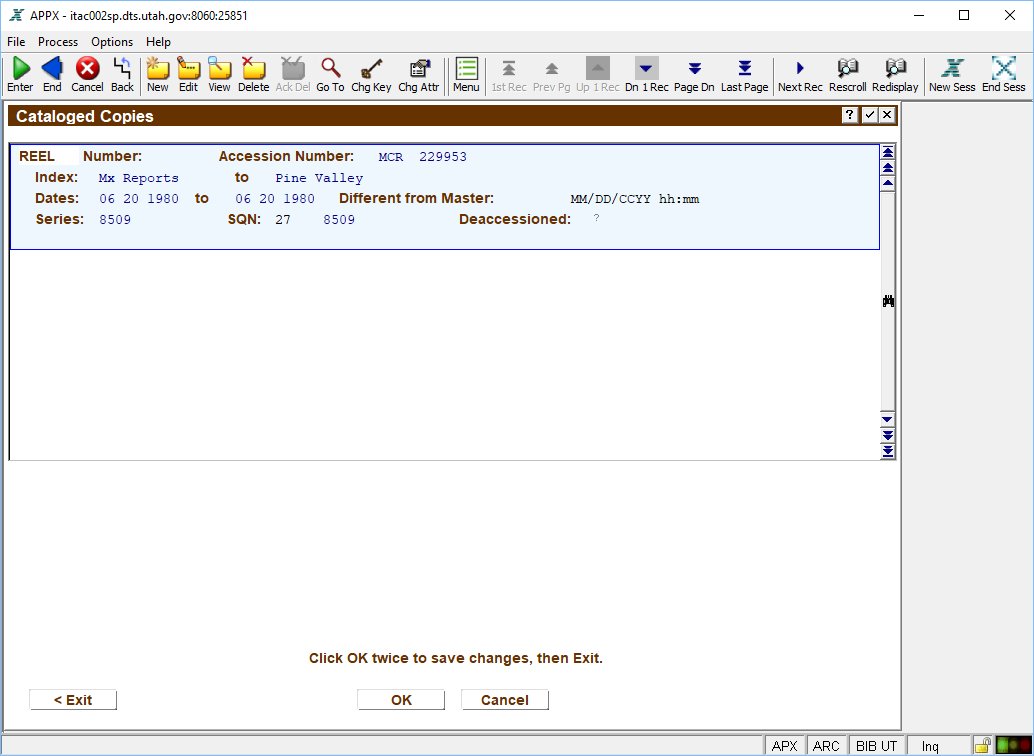 APPX - itac002sp.dts.utah.gov:8060:25851
File Process Options Help
Enter End Cancel Back New Edit View Delete Ack Del Go To Chg Key Chg Attr Menu 1st Rec Prev Pg Up 1 Rec Dn 1 Rec Page Dn Last Page Next Rec Rescroll Redisplay New Sess End Sess
Cataloged Copies ?
REEL Number: Accession Number: MCR 229953
Index: Mx Reports to Pine Valley
Dates: 06 20 1980 to 06 20 1980 Different from Master: MM/DD/CCYY hh:mm
Series: 8509 SQN: 27 8509 Deaccessioned: ?
Click OK twice to save changes, then Exit.
< Exit OK Cancel
APX ARC BIB UT Inq